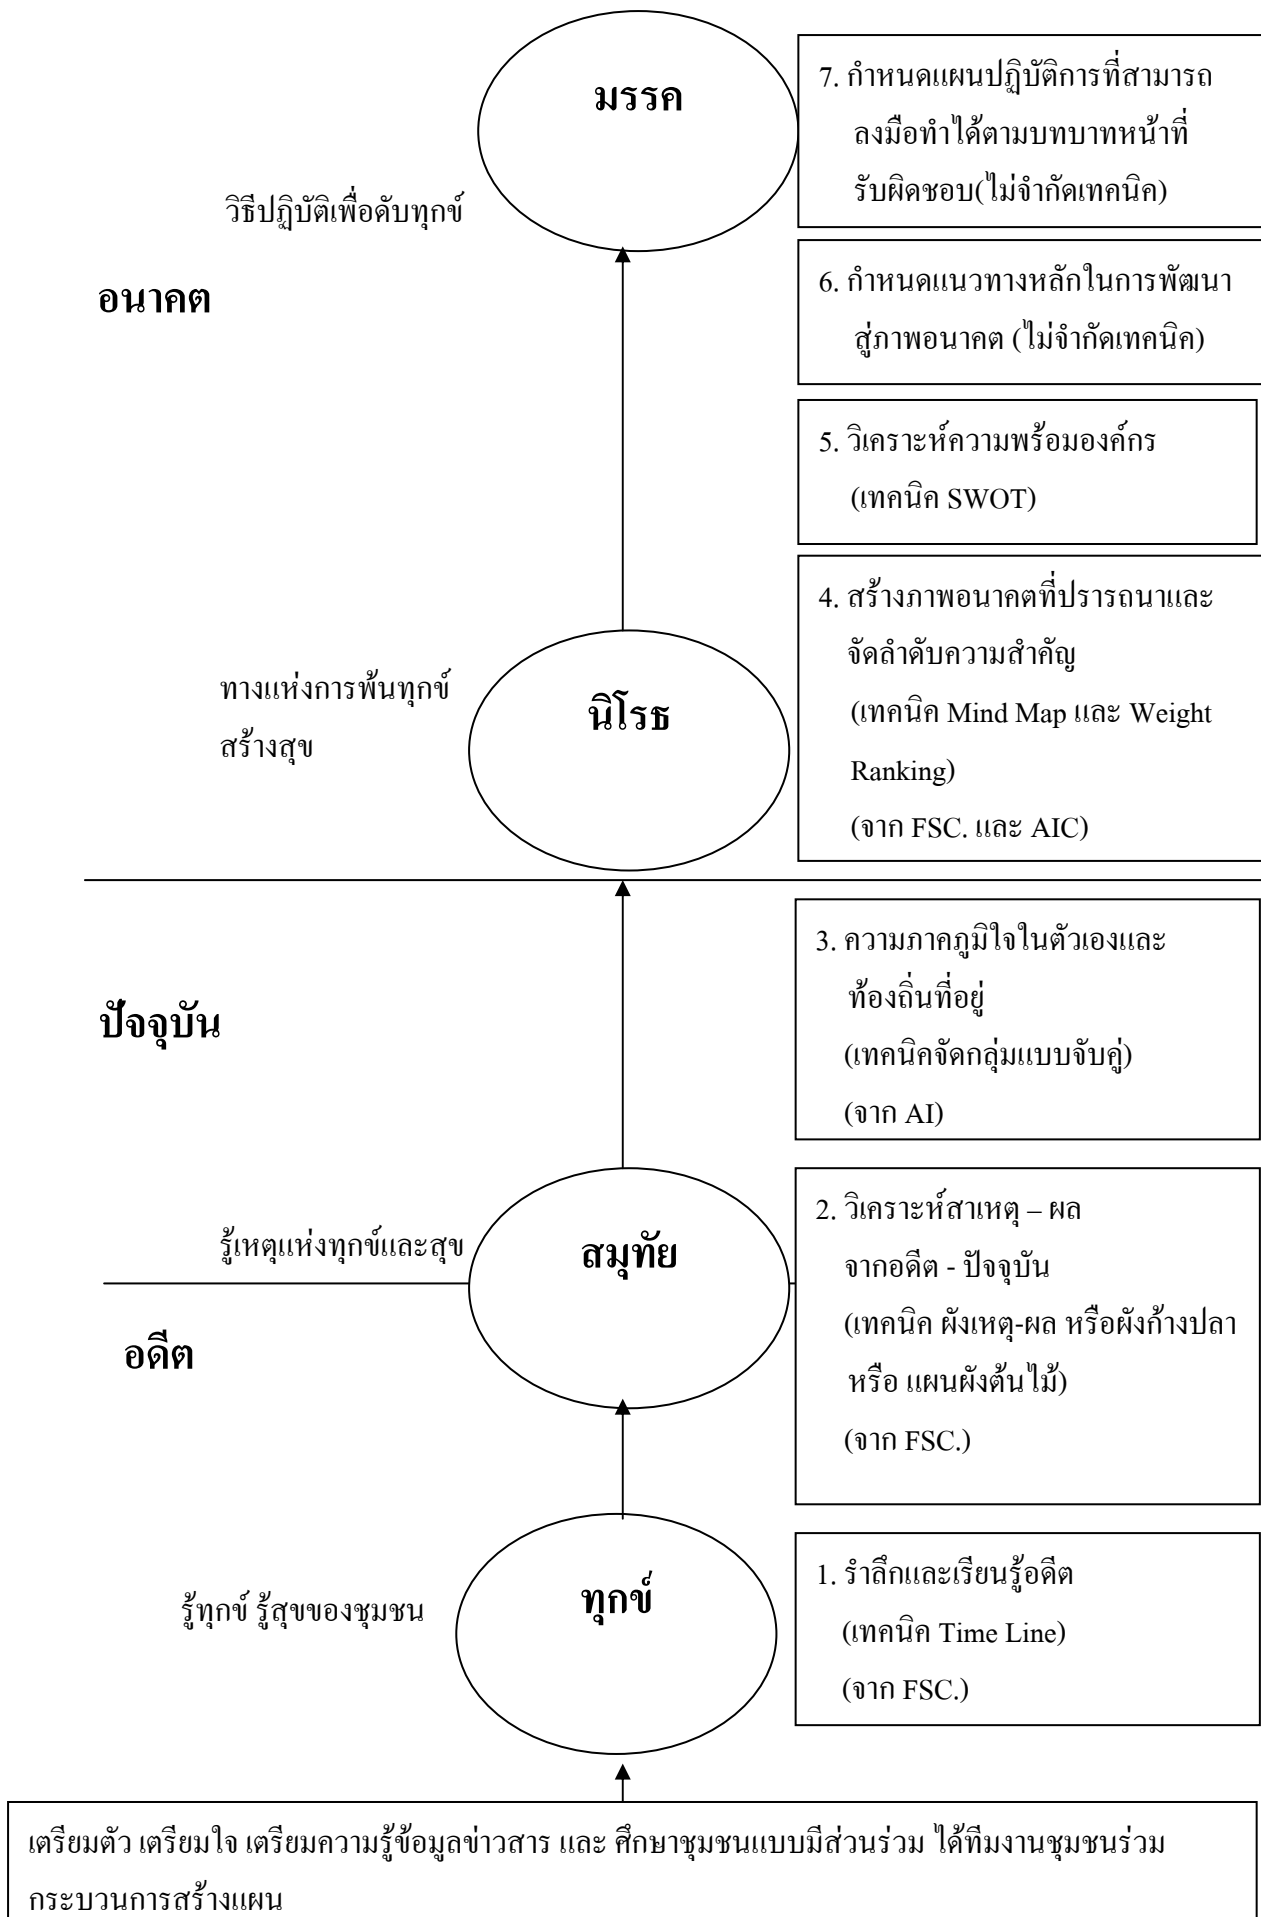 มรรค
7. กำหนดแผนปฏิบัติการที่สามารถ
ลงมือทำได้ตามบทบาทหน้าที่
รับผิดชอบ(ไม่จำกัดเทคนิค)
วิธีปฏิบัติเพื่อดับทุกข์
อนาคต
6. กำหนดแนวทางหลักในการพัฒนา
สู่ภาพอนาคต (ไม่จำกัดเทคนิค)
5. วิเคราะห์ความพร้อมองค์กร
(เทคนิค SWOT)
4. สร้างภาพอนาคตที่ปรารถนาและ
จัดลำดับความสำคัญ
(เทคนิค Mind Map และ Weight
Ranking)
(จาก FSC. และ AIC)
ทางแห่งการพ้นทุกข์
สร้างสุข
นิโรธ
3. ความภาคภูมิใจในตัวเองและ
ท้องถิ่นที่อยู่
(เทคนิคจัดกลุ่มแบบจับคู่)
(จาก AI)
ปัจจุบัน
รู้เหตุแห่งทุกข์และสุข
สมุทัย
2. วิเคราะห์สาเหตุ – ผล
จากอดีต - ปัจจุบัน
(เทคนิค ผังเหตุ-ผล หรือผังก้างปลา
หรือ แผนผังต้นไม้)
(จาก FSC.)
อดีต
รู้ทุกข์ รู้สุขของชุมชน
ทุกข์
1. รำลึกและเรียนรู้อดีต
(เทคนิค Time Line)
(จาก FSC.)
เตรียมตัว เตรียมใจ เตรียมความรู้ข้อมูลข่าวสาร และ ศึกษาชุมชนแบบมีส่วนร่วม ได้ทีมงานชุมชนร่วม
กระบวนการสร้างแผน